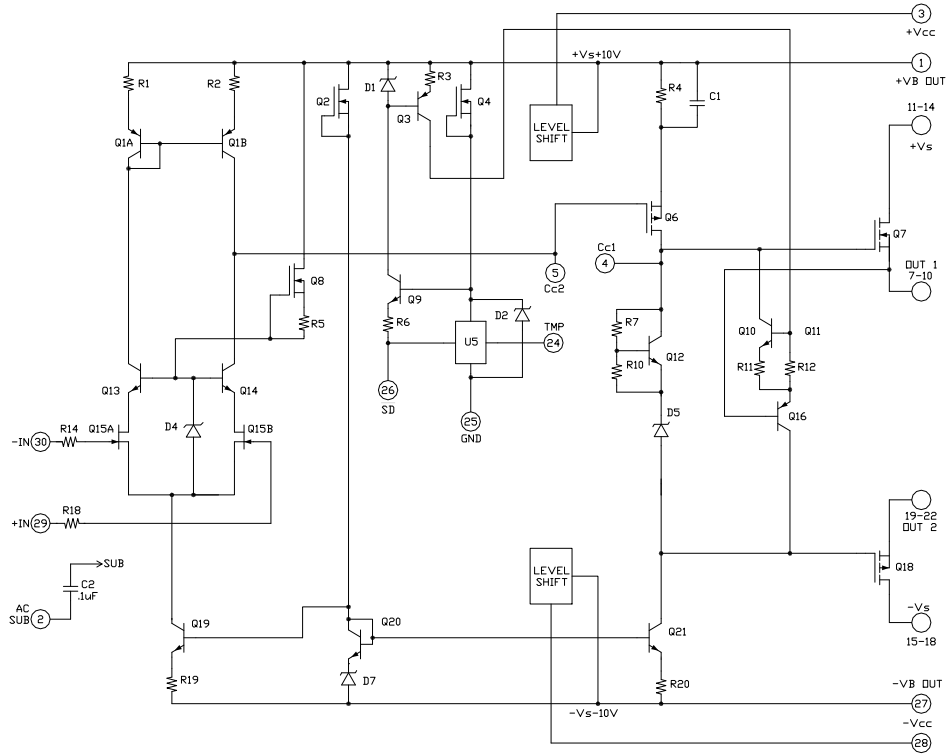 3
+Vcc
+Vs+10V
1
+VB OUT
R1
R2
Q2
D1
R3
Q3
Q4
LEVEL
SHIFT
R4
C1
11-14
+Vs
Q1A
Q1B
Q6
Q7
Cc1
4
5
Cc2
OUT 1
7-10
Q8
R5
Q9
R6
D2
U5
TMP
24
R7
R10
Q12
Q10
Q11
R11
R12
Q13
Q14
26
SD
25
GND
D5
Q16
-IN
30
R14
Q15A
D4
Q15B
+IN
29
R18
19-22
OUT 2
SUB
C2
.1uF
AC
SUB
2
LEVEL
SHIFT
Q18
-Vs
15-18
Q19
Q20
Q21
R19
D7
R20
-Vs-10V
-VB OUT
27
-Vcc
28